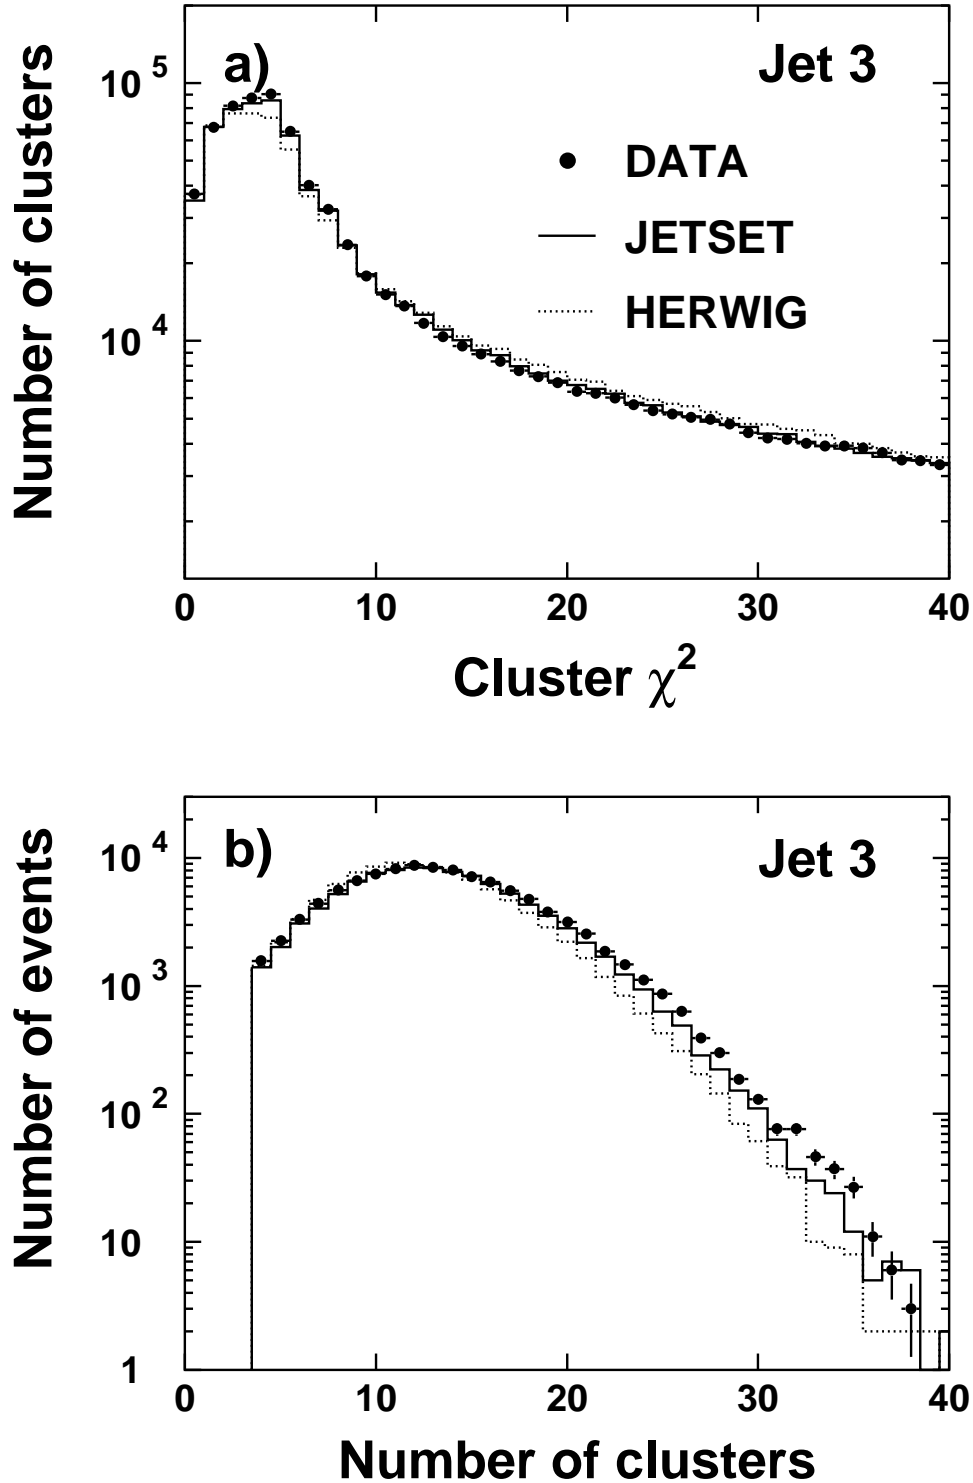 a)
Jet 3
10 5
10 4
Number of clusters
DATA
JETSET
HERWIG
0 10 20 30 40
Cluster χ2
b)
Jet 3
10 4
10 3
10 2
10
1
Number of events
0 10 20 30 40
Number of clusters